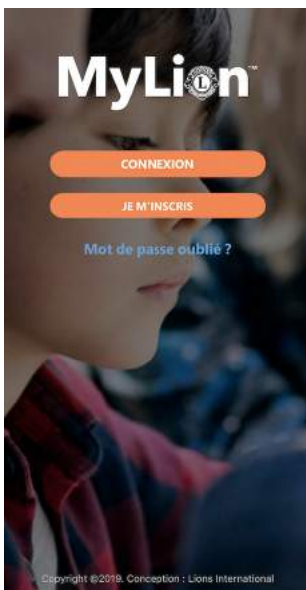 MyLion™
CONNEXION
JE M'INSCRIS
Mot de passe oublié ?
Copyright ©2019. Conception : Lions International